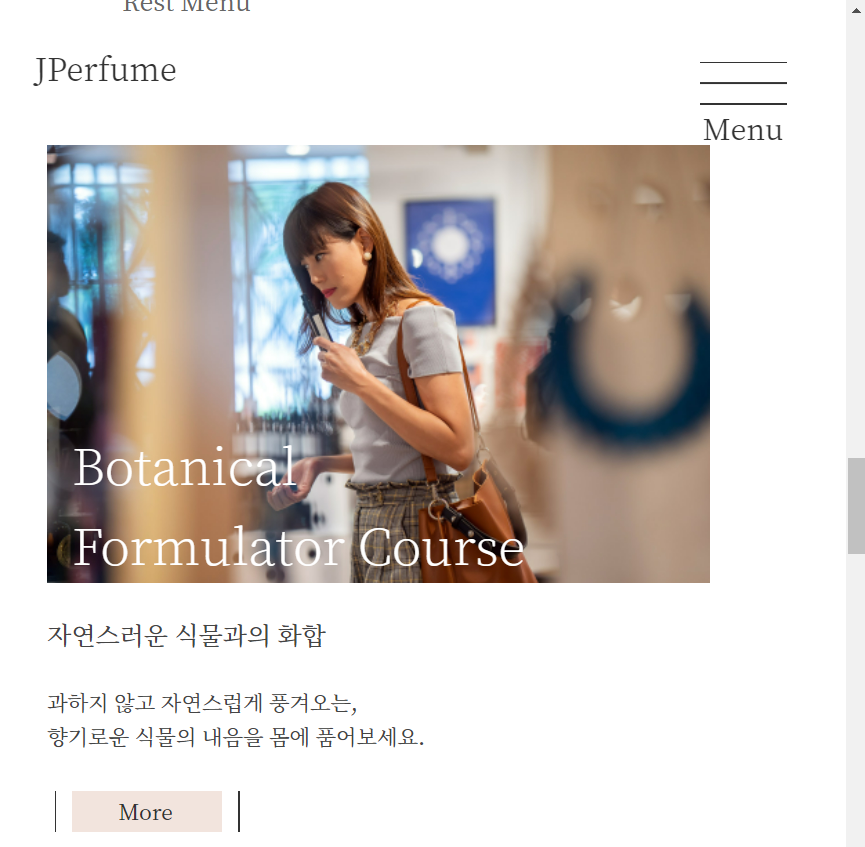 Rest Menu
JPerfume
Menu
Botanical
Formulator Course
자연스러운 식물과의 화합
과하지 않고 자연스럽게 풍겨오는,
향기로운 식물의 내음을 몸에 품어보세요.
More